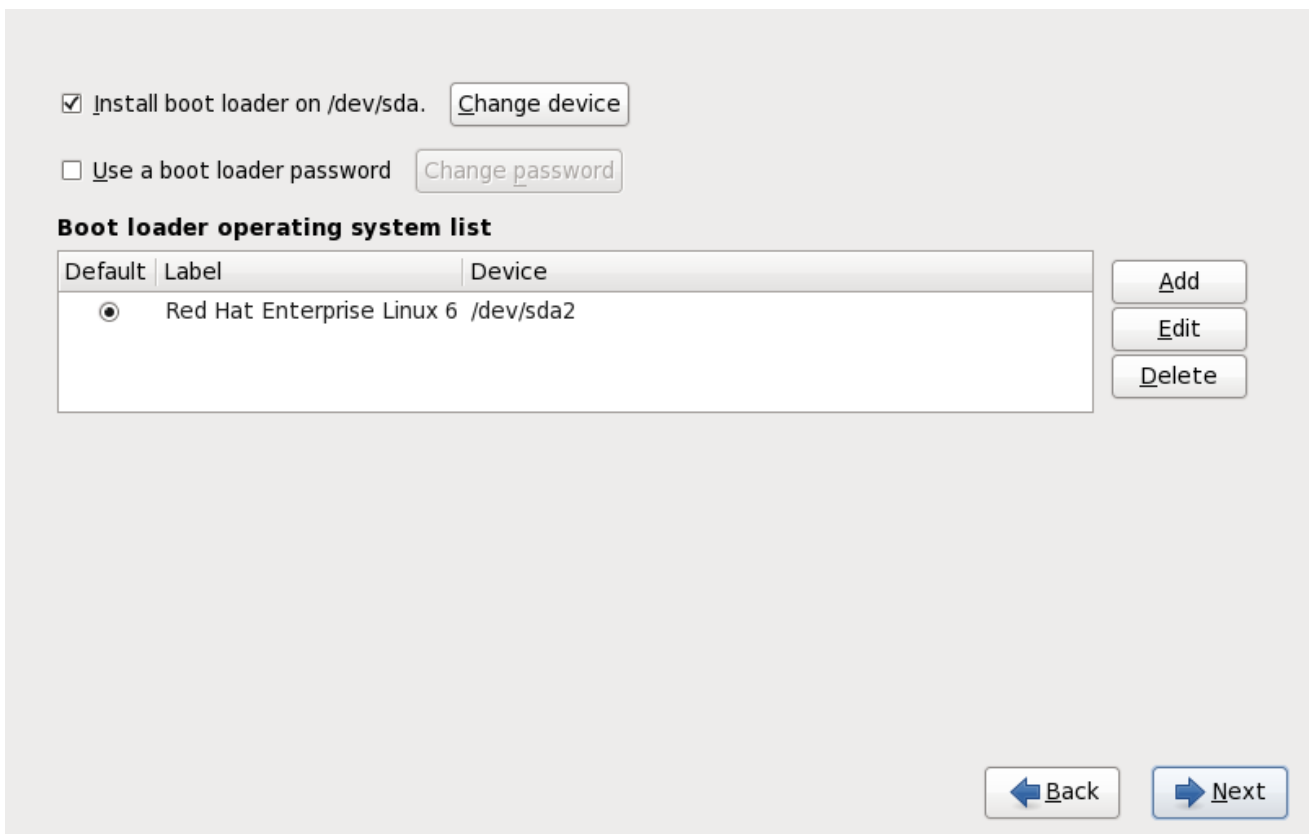 Install boot loader on /dev/sda. Change device
Use a boot loader password Change password
Boot loader operating system list
Default Label Device
Red Hat Enterprise Linux 6 /dev/sda2
Add
Edit
Delete
Back Next